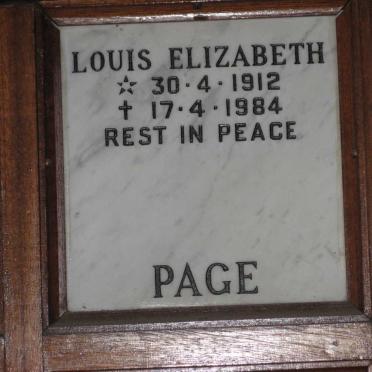 LOUIS ELIZABETH
☆ 30·4·1912
✝ 17·4·1984
REST IN PEACE
PAGE